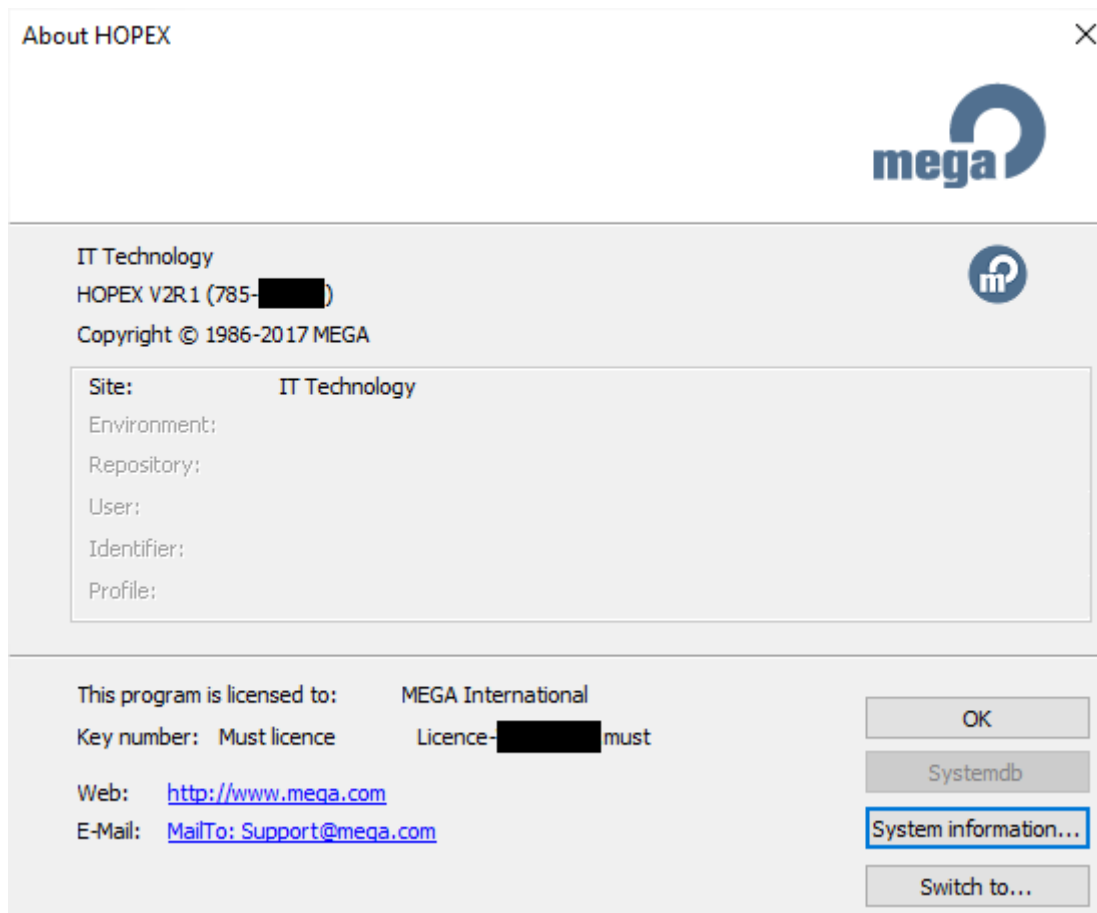 About HOPEX
mega
IT Technology
HOPEX V2R1 (785- )
Copyright © 1986-2017 MEGA
Site: IT Technology
Environment:
Repository:
User:
Identifier:
Profile:
This program is licensed to: MEGA International
Key number: Must licence Licence- must
Web: http://www.mega.com
E-Mail: MailTo: Support@mega.com
OK
Systemdb
System information...
Switch to...